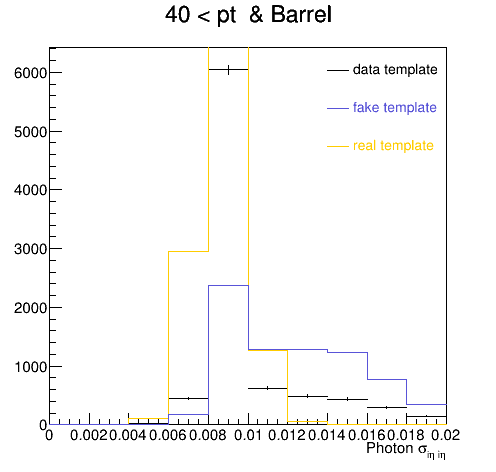 40 < pt & Barrel
data template
fake template
real template
6000
5000
4000
3000
2000
1000
0
0 0.002 0.004 0.006 0.008 0.01 0.012 0.014 0.016 0.018 0.02
Photon σiη iη